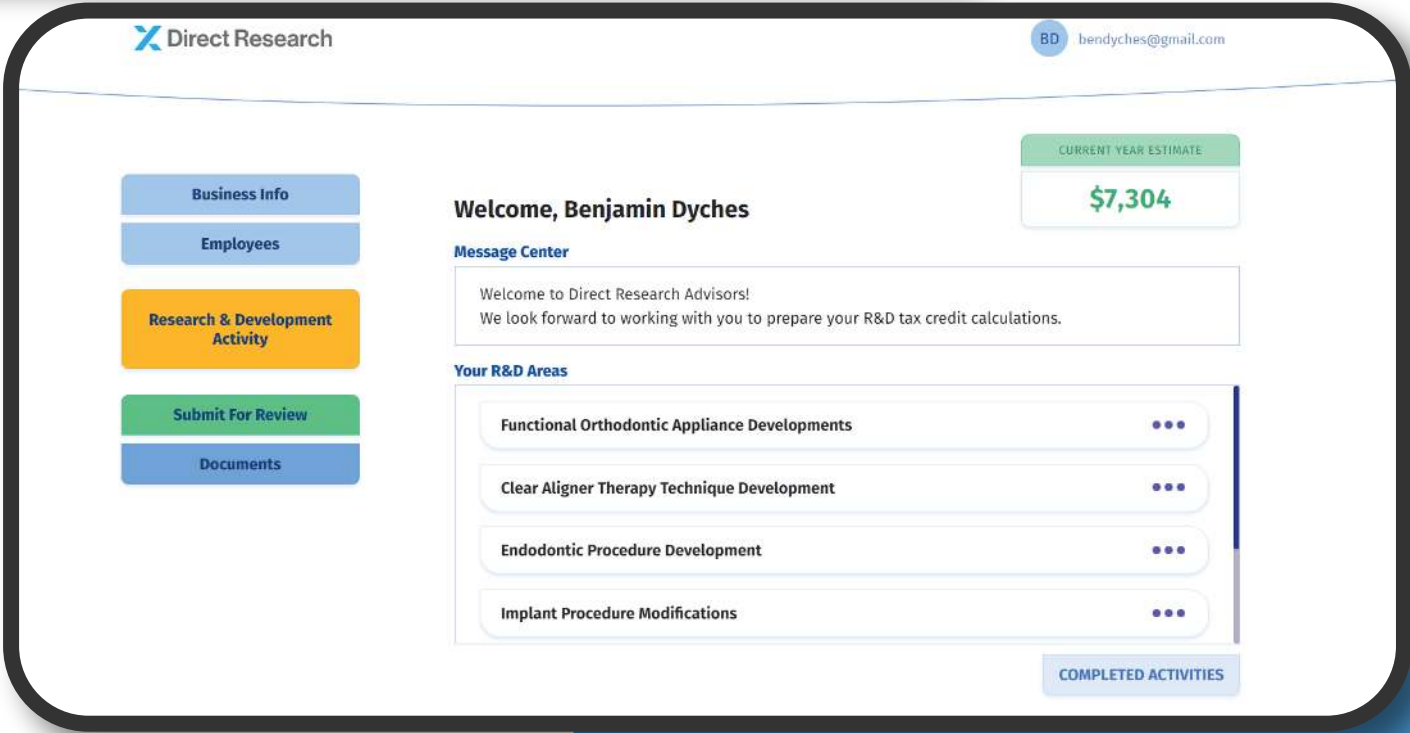 Direct Research
BD bendyches@gmail.com
CURRENT YEAR ESTIMATE
$7,304
Business Info
Employees
Research & Development
Activity
Submit For Review
Documents
Welcome, Benjamin Dyches
Message Center
Welcome to Direct Research Advisors!
We look forward to working with you to prepare your R&D tax credit calculations.
Your R&D Areas
Functional Orthodontic Appliance Developments
Clear Aligner Therapy Technique Development
Endodontic Procedure Development
Implant Procedure Modifications
COMPLETED ACTIVITIES